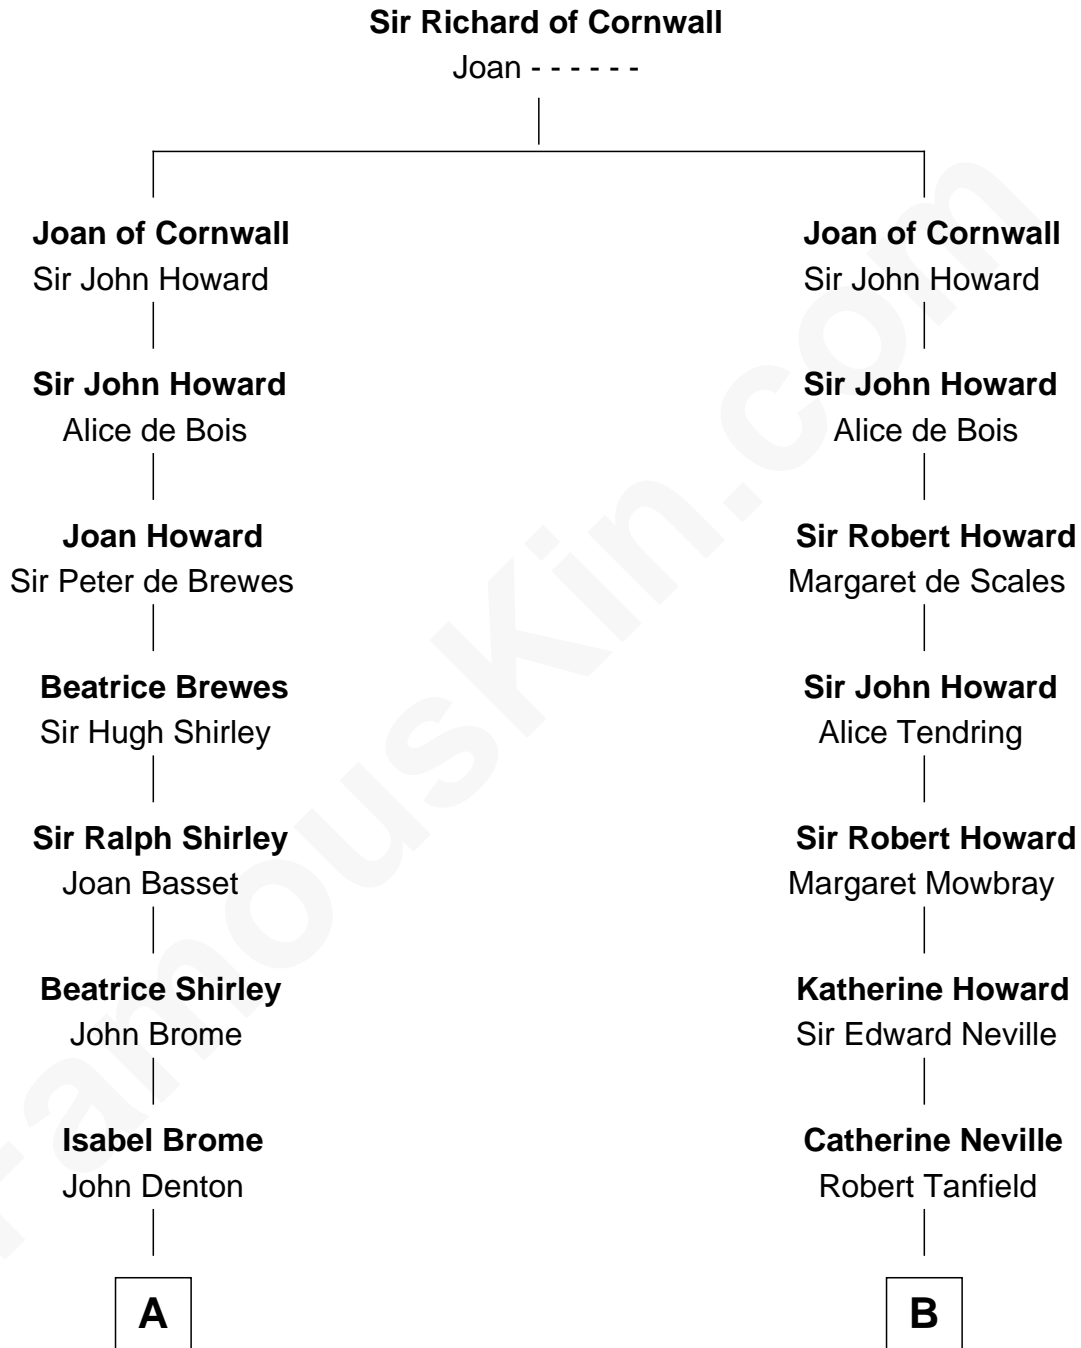 Sir Richard of Cornwall
Joan - - - - - -
Joan of Cornwall
Sir John Howard
Sir John Howard
Alice de Bois
Joan Howard
Sir Peter de Brewes
Beatrice Brewes
Sir Hugh Shirley
Sir Ralph Shirley
Joan Basset
Beatrice Shirley
John Brome
Isabel Brome
John Denton
A
Joan of Cornwall
Sir John Howard
Sir John Howard
Alice de Bois
Sir Robert Howard
Margaret de Scales
Sir John Howard
Alice Tendring
Sir Robert Howard
Margaret Mowbray
Katherine Howard
Sir Edward Neville
Catherine Neville
Robert Tanfield
B
FamousKin.com